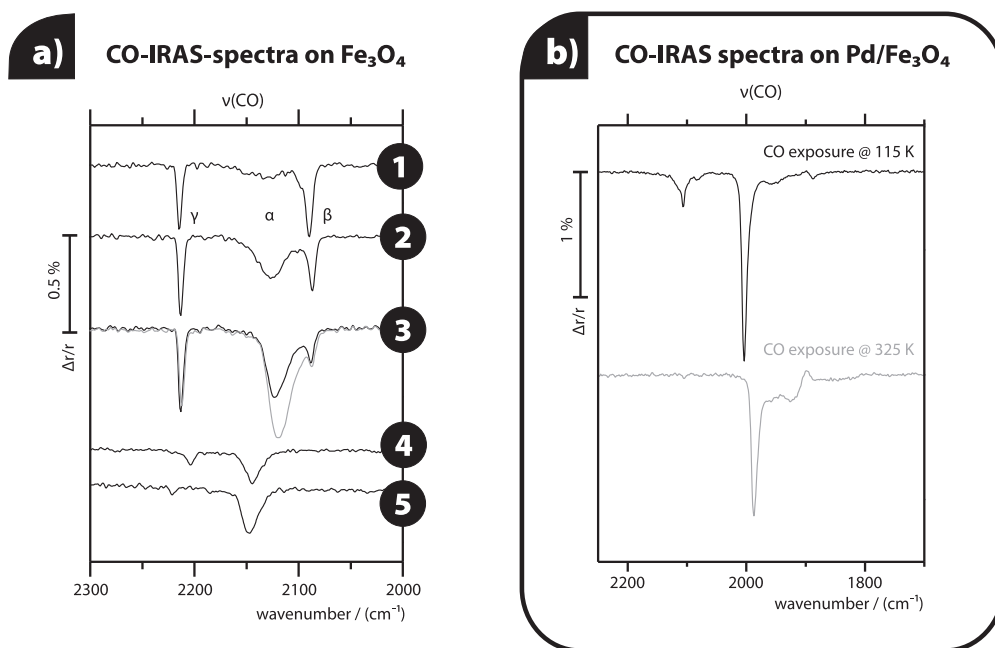 a) CO-IRAS-spectra on Fe₃O₄
ν(CO)
1
γ α β
2
0.5 %
3
Δr/r
4
5
2300 2200 2100 2000
wavenumber / (cm⁻¹)
b) CO-IRAS spectra on Pd/Fe₃O₄
ν(CO)
CO exposure @ 115 K
1 %
Δr/r
CO exposure @ 325 K
2200 2000 1800
wavenumber / (cm⁻¹)